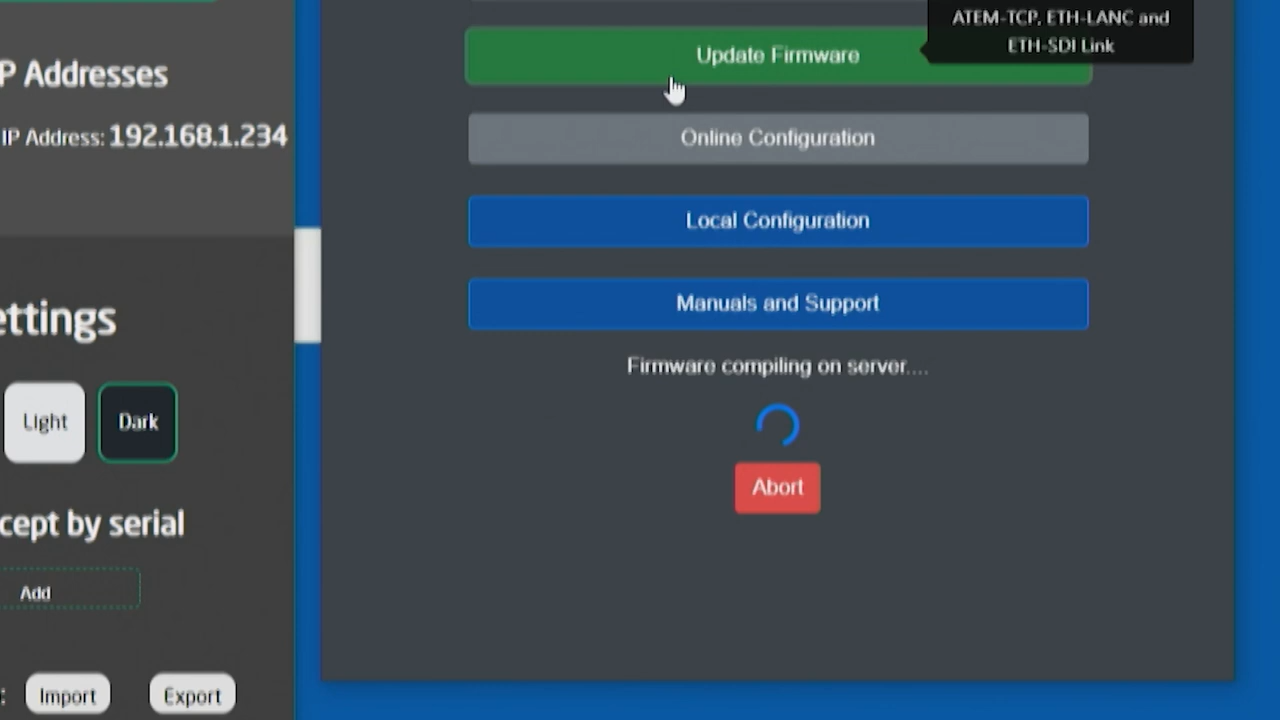 P Addresses
IP Address: 192.168.1.234
ettings
Light
Dark
cept by serial
Add
: Import
Export
ATEM-TCP, ETH-LANC and
ETH-SDI Link
Update Firmware
Online Configuration
Local Configuration
Manuals and Support
Firmware compiling on server....
Abort